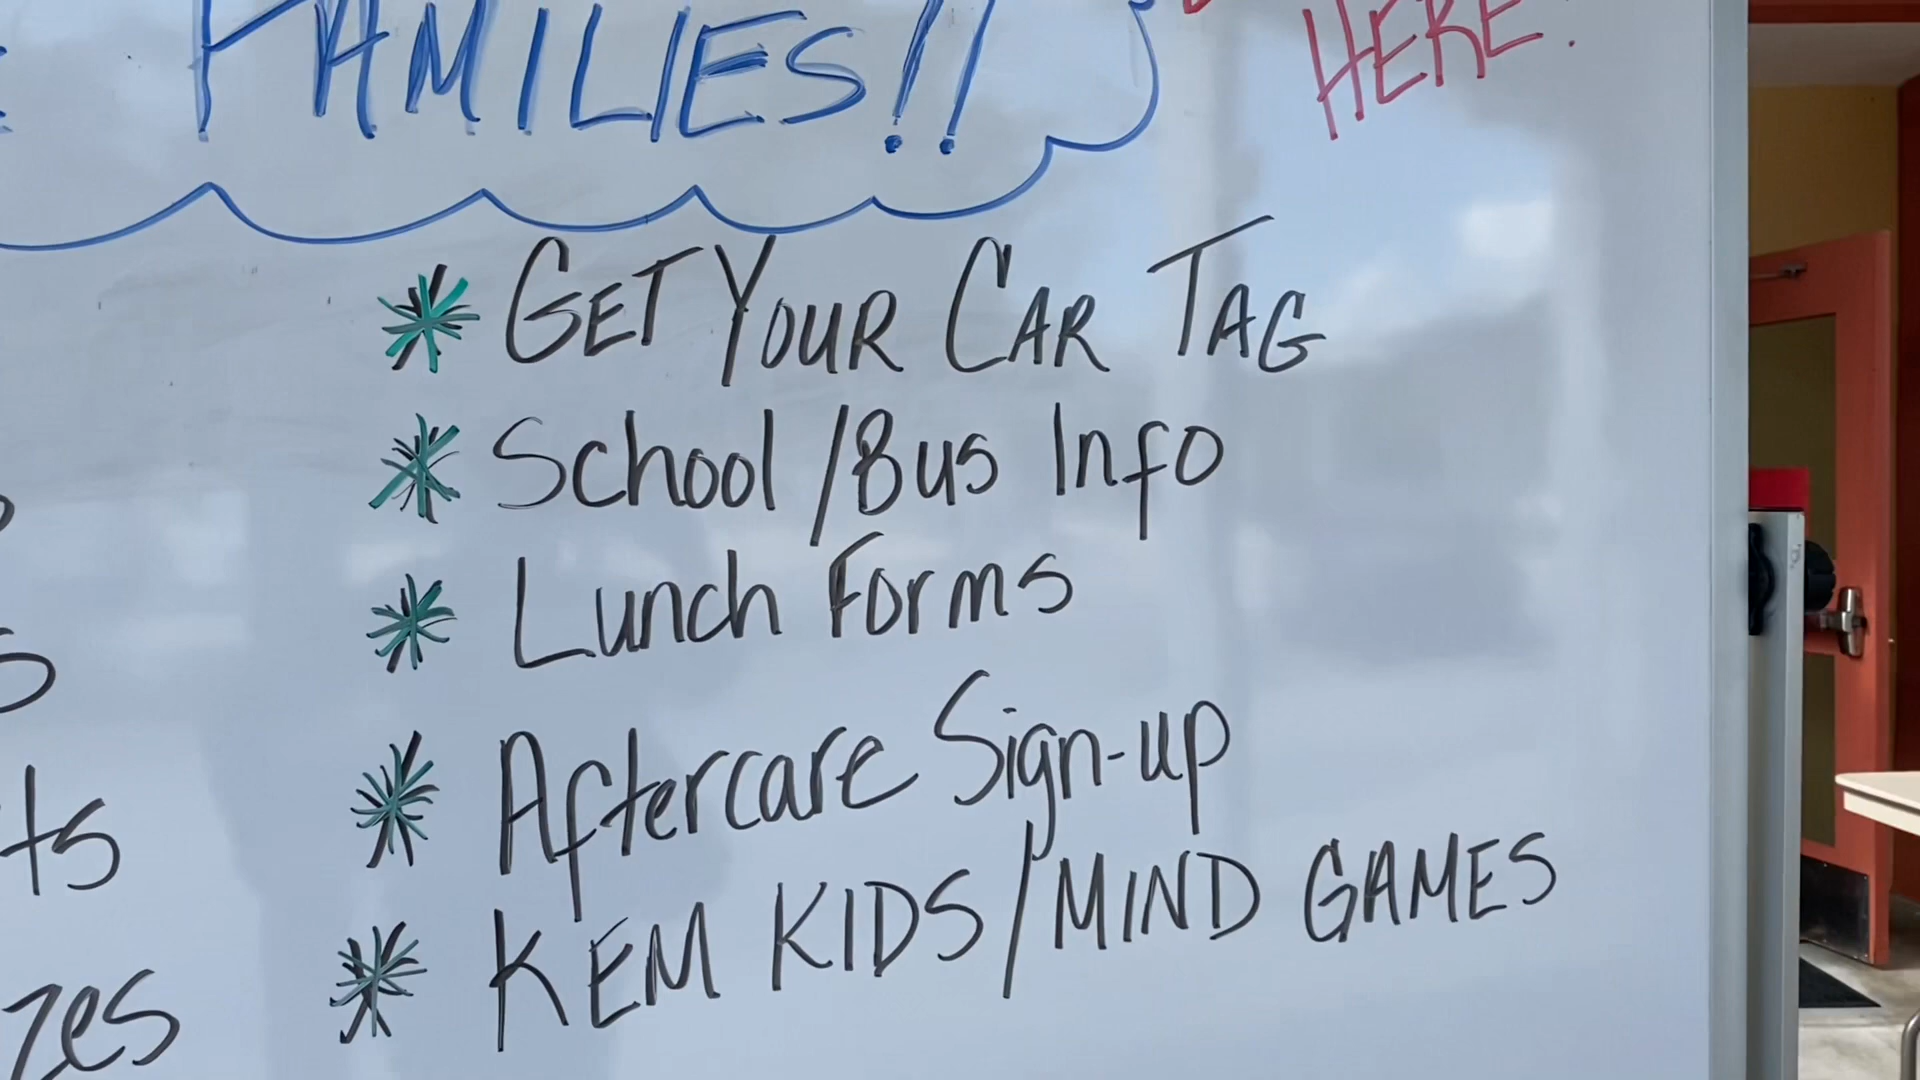 FAMILIES!!
HERE.
* GET YOUR CAR TAG
* School/Bus Info
* Lunch Forms
* Aftercare Sign-up
* KEM KIDS/MIND GAMES